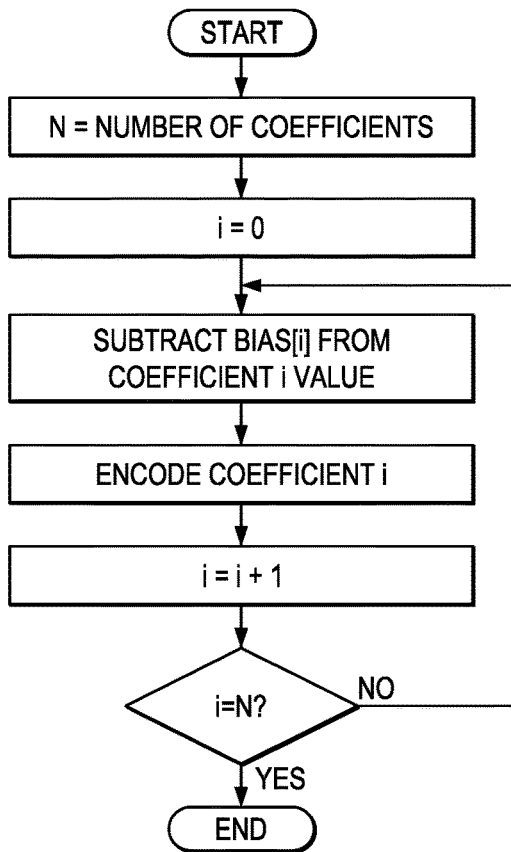 START
N = NUMBER OF COEFFICIENTS
i = 0
SUBTRACT BIAS[i] FROM
COEFFICIENT i VALUE
ENCODE COEFFICIENT i
i = i + 1
i=N?
NO
YES
END